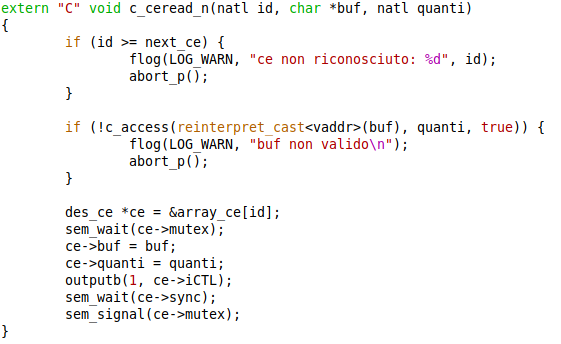 extern "C" void c_ceread_n(natl id, char *buf, natl quanti)
{
        if (id >= next_ce) {
                flog(LOG_WARN, "ce non riconosciuto: %d", id);
                abort_p();
        }

        if (!c_access(reinterpret_cast<vaddr>(buf), quanti, true)) {
                flog(LOG_WARN, "buf non valido\n");
                abort_p();
        }

        des_ce *ce = &array_ce[id];
        sem_wait(ce->mutex);
        ce->buf = buf;
        ce->quanti = quanti;
        outputb(1, ce->iCTL);
        sem_wait(ce->sync);
        sem_signal(ce->mutex);
}